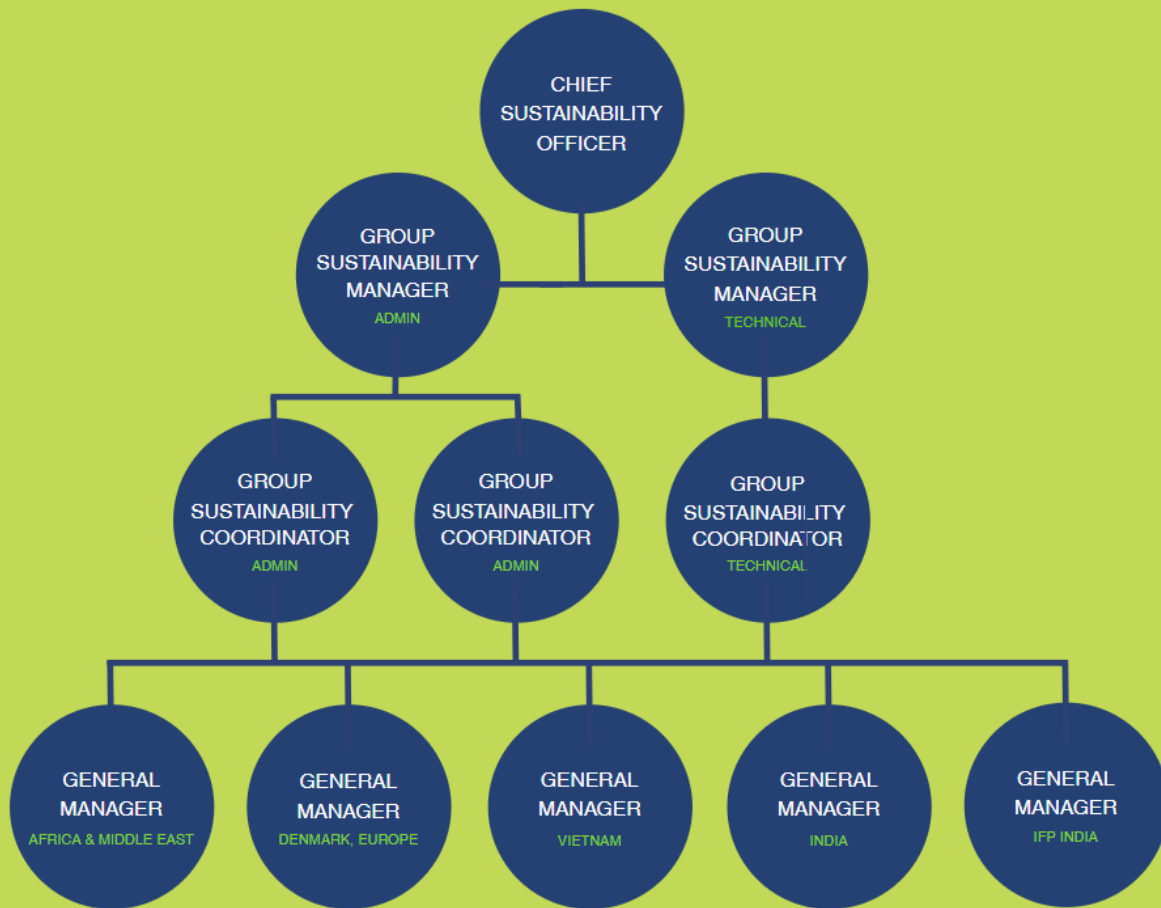 CHIEF
SUSTAINABILITY
OFFICER
GROUP
SUSTAINABILITY
MANAGER
ADMIN
GROUP
SUSTAINABILITY
MANAGER
TECHNICAL
GROUP
SUSTAINABILITY
COORDINATOR
ADMIN
GROUP
SUSTAINABILITY
COORDINATOR
ADMIN
GROUP
SUSTAINABILITY
COORDINATOR
TECHNICAL
GENERAL
MANAGER
AFRICA & MIDDLE EAST
GENERAL
MANAGER
DENMARK, EUROPE
GENERAL
MANAGER
VIETNAM
GENERAL
MANAGER
INDIA
GENERAL
MANAGER
IFP INDIA